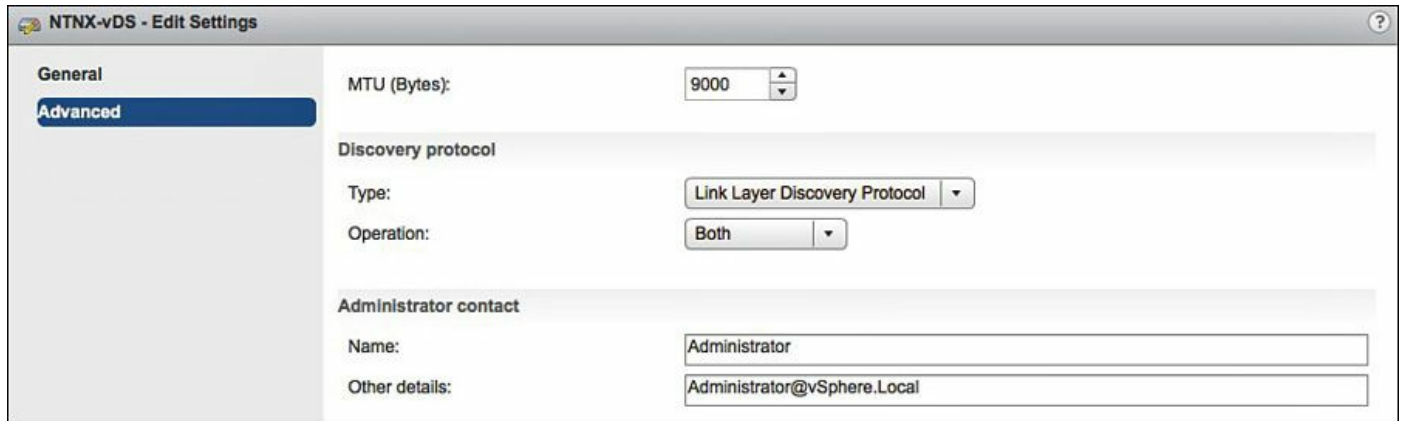 NTNX-vDS - Edit Settings ?
General
Advanced
MTU (Bytes): 9000
Discovery protocol
Type: Link Layer Discovery Protocol
Operation: Both
Administrator contact
Name: Administrator
Other details: Administrator@vSphere.Local